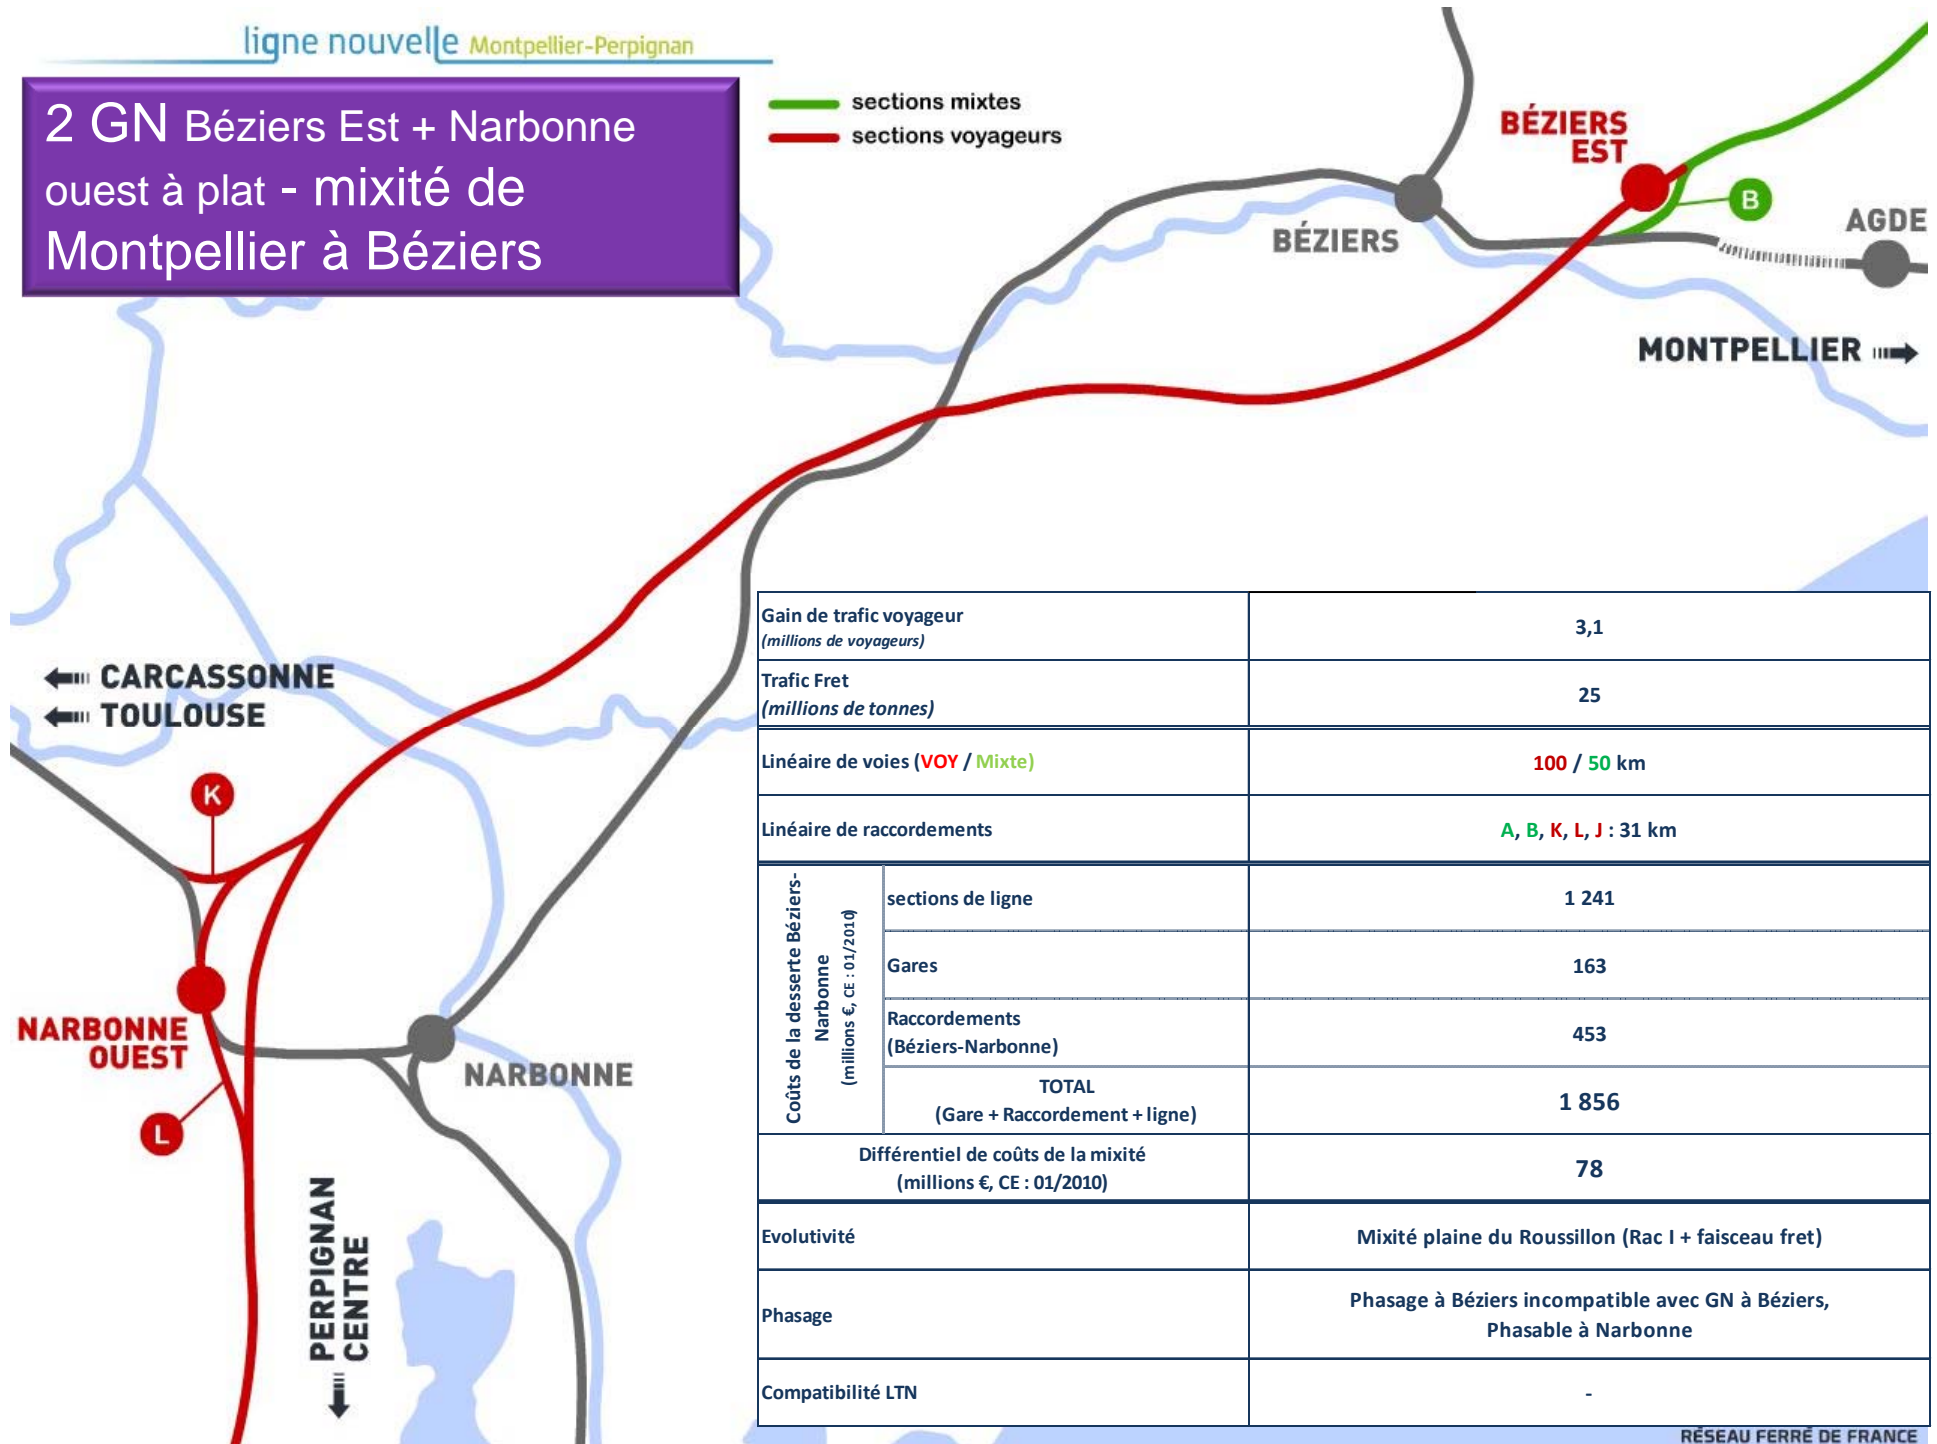 ligne nouvelle Montpellier-Perpignan
2 GN Béziers Est + Narbonne
ouest à plat - mixité de
Montpellier à Béziers
sections mixtes
sections voyageurs
BÉZIERS
EST
B
AGDE
BÉZIERS
MONTPELLIER
CARCASSONNE
TOULOUSE
K
NARBONNE
OUEST
NARBONNE
L
PERPIGNAN
CENTRE
Gain de trafic voyageur
(millions de voyageurs)
3,1
Trafic Fret
(millions de tonnes)
25
Linéaire de voies (VOY / Mixte)
100 / 50 km
Linéaire de raccordements
A, B, K, L, J : 31 km
Coûts de la desserte Béziers-
Narbonne
(millions €, CE : 01/2010)
sections de ligne
1 241
Gares
163
Raccordements
(Béziers-Narbonne)
453
TOTAL
(Gare + Raccordement + ligne)
1 856
Différentiel de coûts de la mixité
(millions €, CE : 01/2010)
78
Evolutivité
Mixité plaine du Roussillon (Rac I + faisceau fret)
Phasage
Phasage à Béziers incompatible avec GN à Béziers,
Phasable à Narbonne
Compatibilité LTN
-
RÉSEAU FERRÉ DE FRANCE